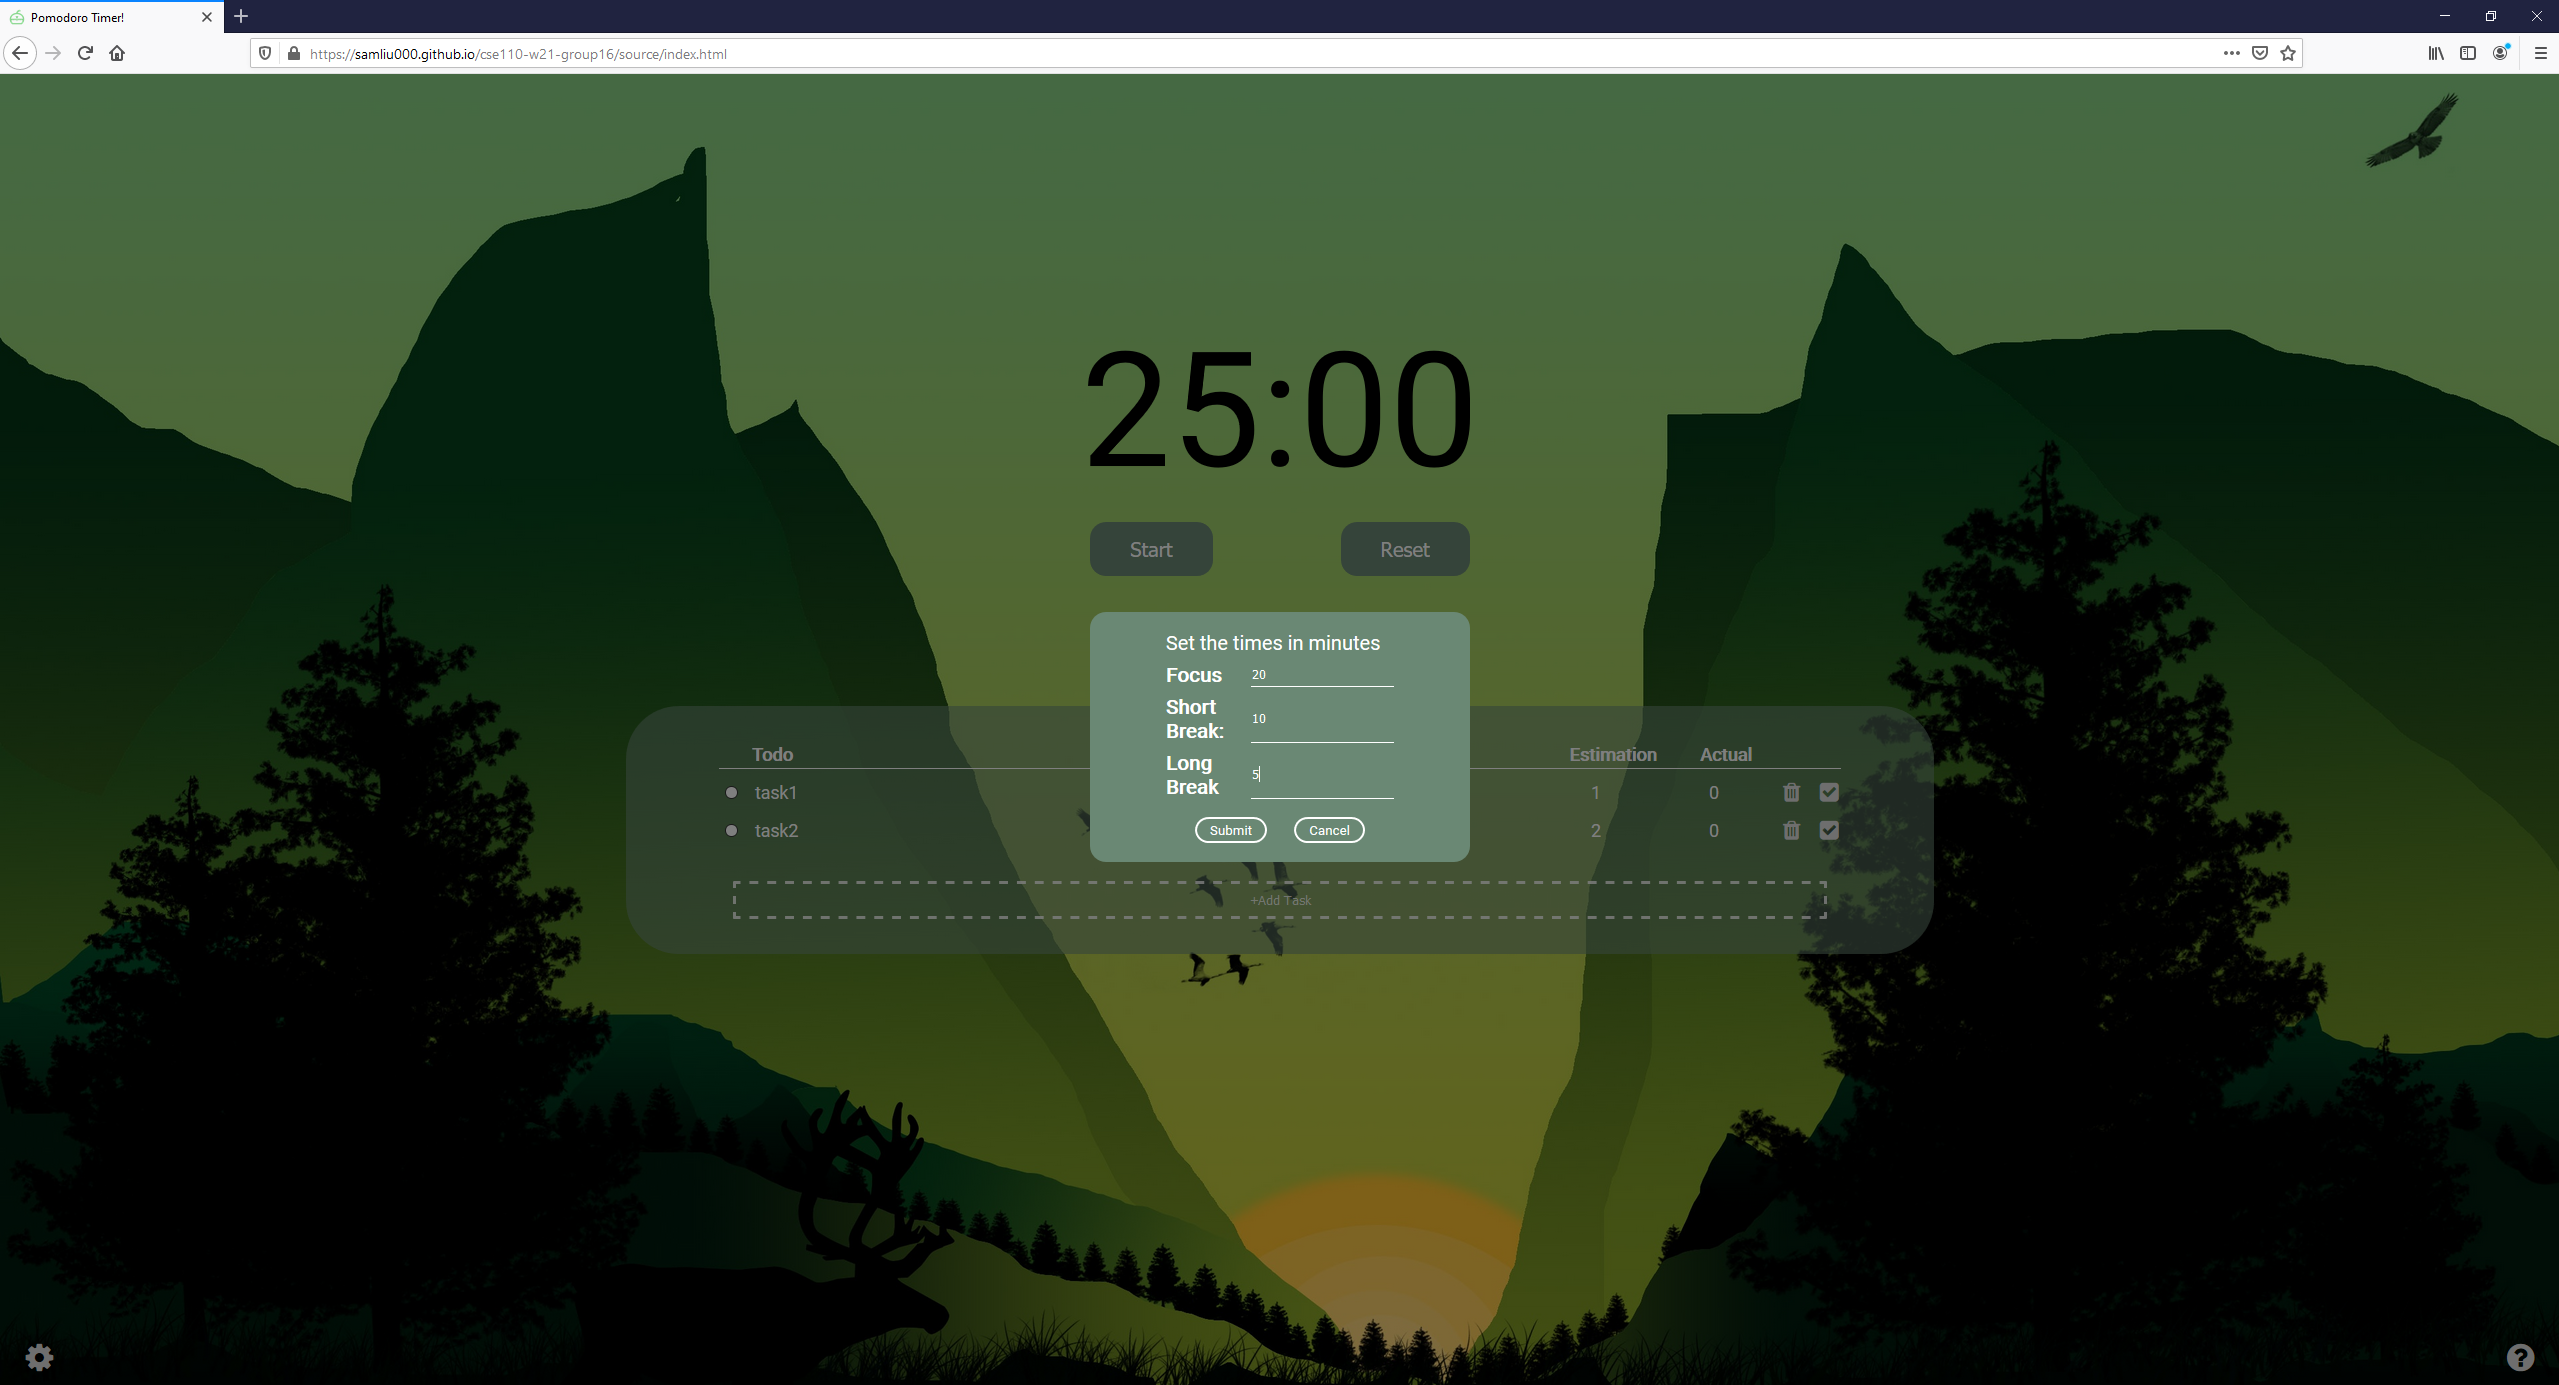 Pomodoro Timer!
https://samliu000.github.io/cse110-w21-group16/source/index.html
25:00
Start Reset
Set the times in minutes
Focus 20
Short
Break: 10
Long
Break 5
Submit Cancel
Todo Estimation Actual
task1 1 0
task2 2 0
+Add Task